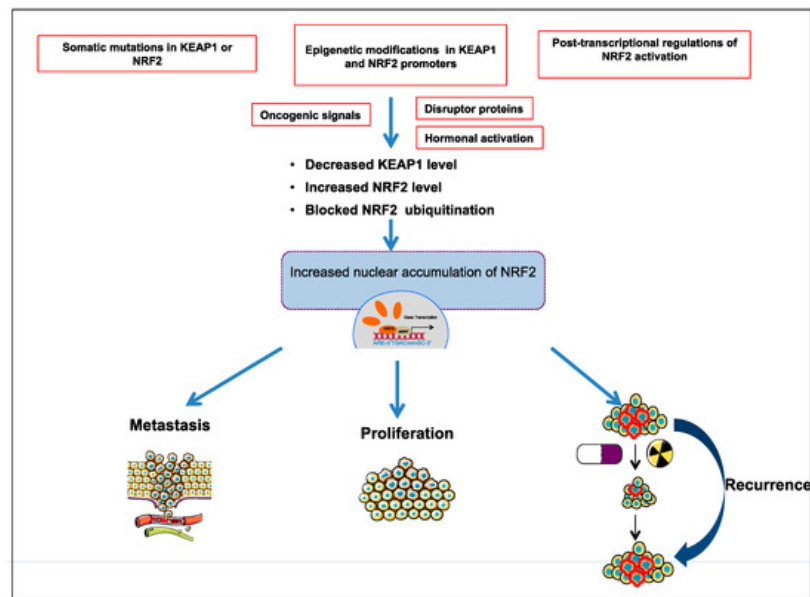 Somatic mutations in KEAP1 or
NRF2
Epigenetic modifications in KEAP1
and NRF2 promoters
Post-transcriptional regulations of
NRF2 activation
Oncogenic signals
Disruptor proteins
Hormonal activation
• Decreased KEAP1 level
• Increased NRF2 level
• Blocked NRF2 ubiquitination
Increased nuclear accumulation of NRF2
Gene Transcription
Metastasis
Proliferation
Recurrence